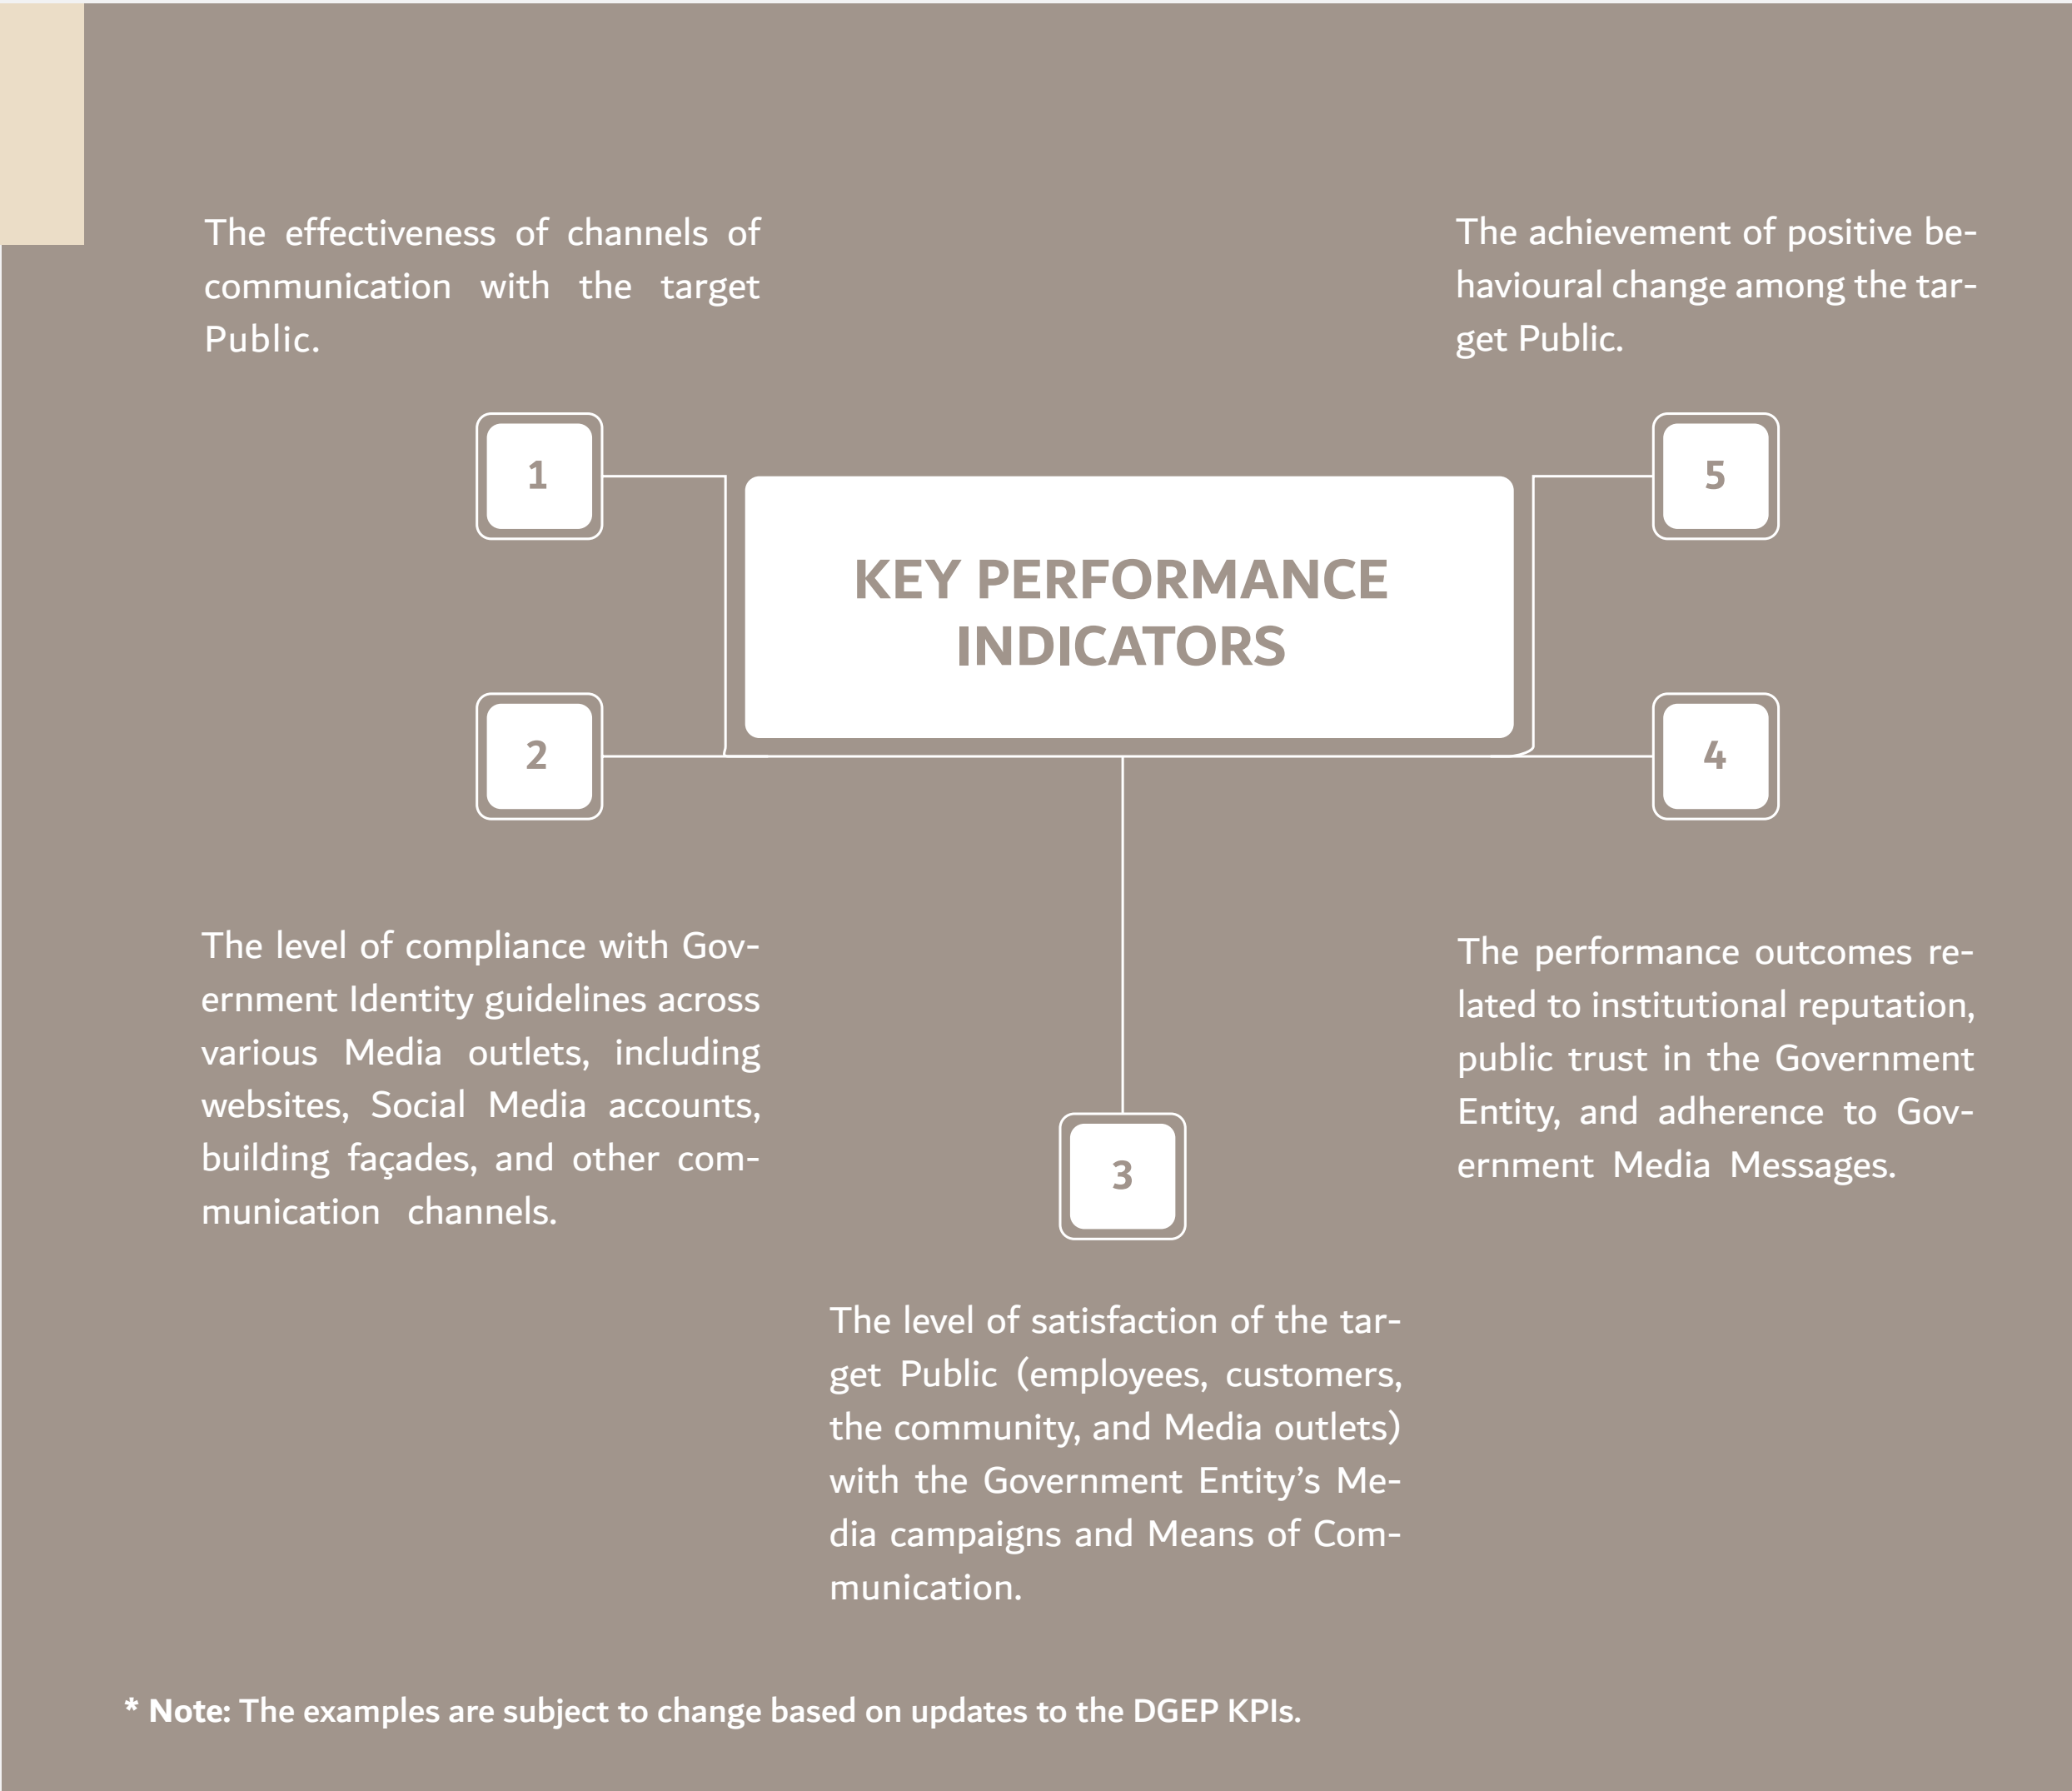 The effectiveness of channels of
communication with the target
Public.
1
KEY PERFORMANCE
INDICATORS
2
The level of compliance with Gov-
ernment Identity guidelines across
various Media outlets, including
websites, Social Media accounts,
building façades, and other com-
munication channels.
3
The level of satisfaction of the tar-
get Public (employees, customers,
the community, and Media outlets)
with the Government Entity’s Me-
dia campaigns and Means of Com-
munication.
4
The performance outcomes re-
lated to institutional reputation,
public trust in the Government
Entity, and adherence to Gov-
ernment Media Messages.
The achievement of positive be-
havioural change among the tar-
get Public.
5
* Note: The examples are subject to change based on updates to the DGEP KPIs.